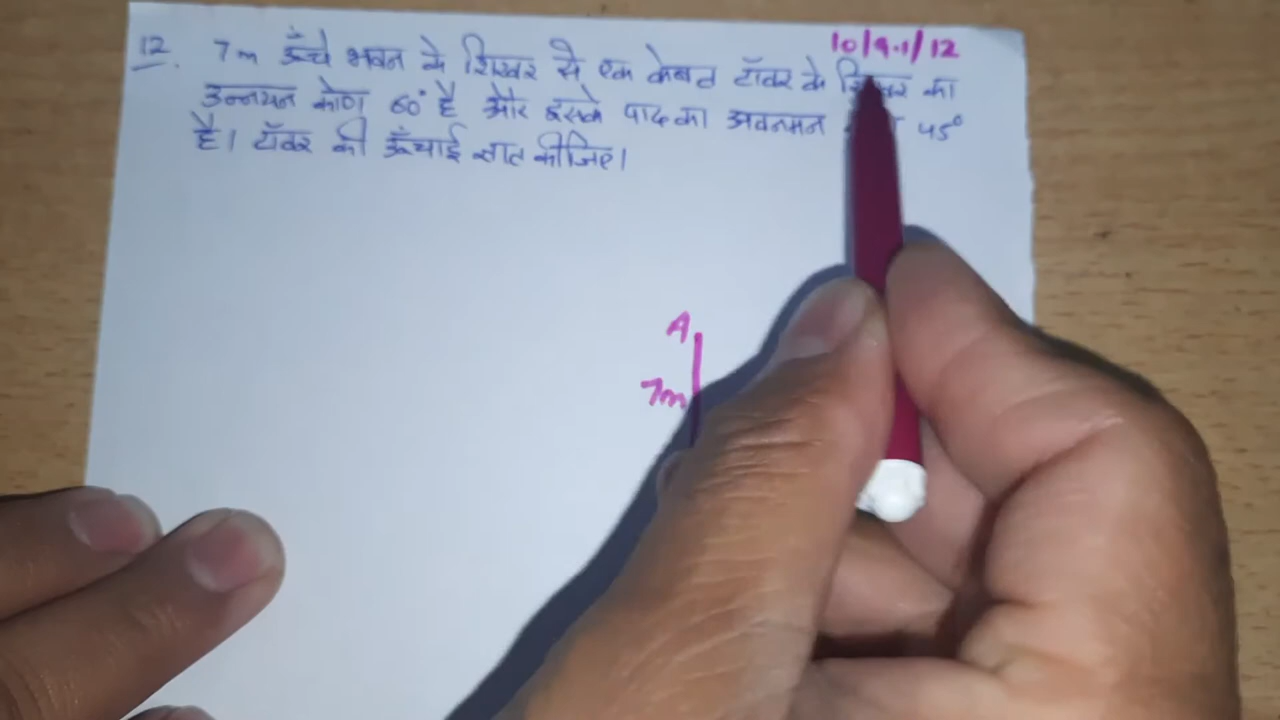 10/9.1/12
12. 7m ऊँचे भवन के शिखर से एक केबल टॉवर के शिखर का
उन्नयन कोण 60° है और इसके पाद का अवनमन 45°
है। टॉवर की ऊँचाई ज्ञात कीजिए।
A
7m